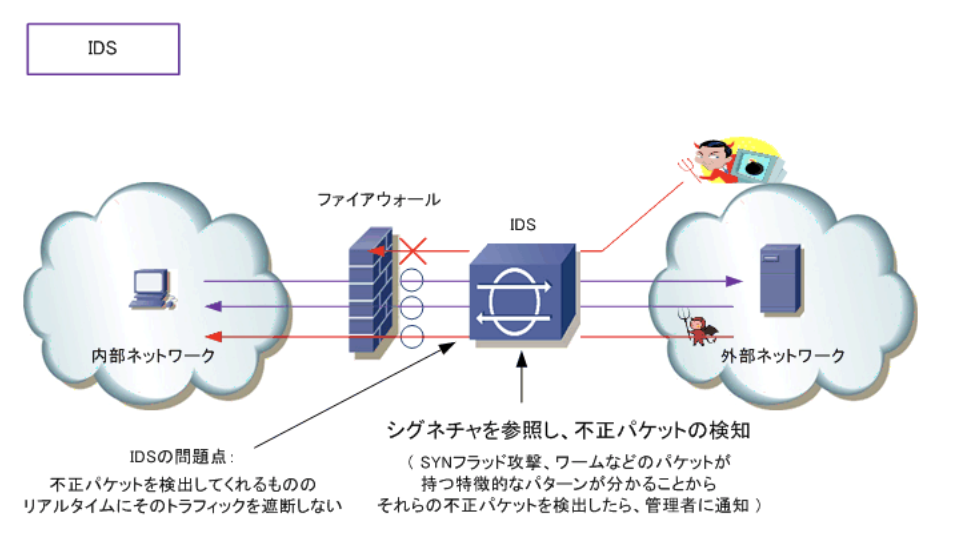 IDS
ファイアウォール
IDS
内部ネットワーク
外部ネットワーク
シグネチャを参照し、不正パケットの検知
（ SYNフラッド攻撃、ワームなどのパケットが
持つ特徴的なパターンが分かることから
それらの不正パケットを検出したら、管理者に通知 ）
IDSの問題点：
不正パケットを検出してくれるものの
リアルタイムにそのトラフィックを遮断しない